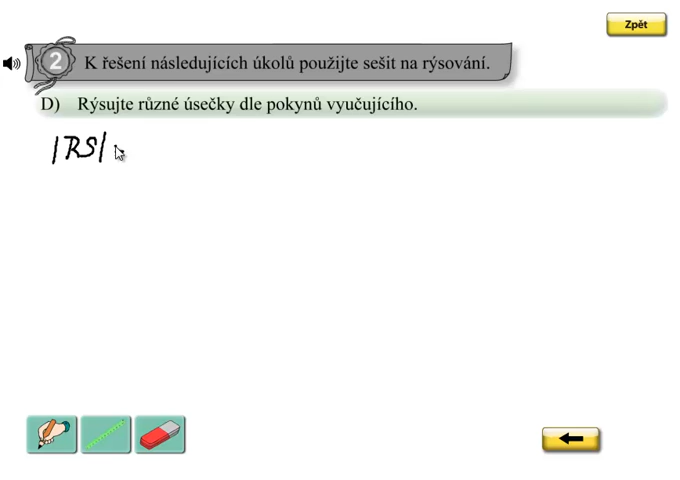 Zpět
2 K řešení následujících úkolů použijte sešit na rýsování.
D) Rýsujte různé úsečky dle pokynů vyučujícího.
|RS|